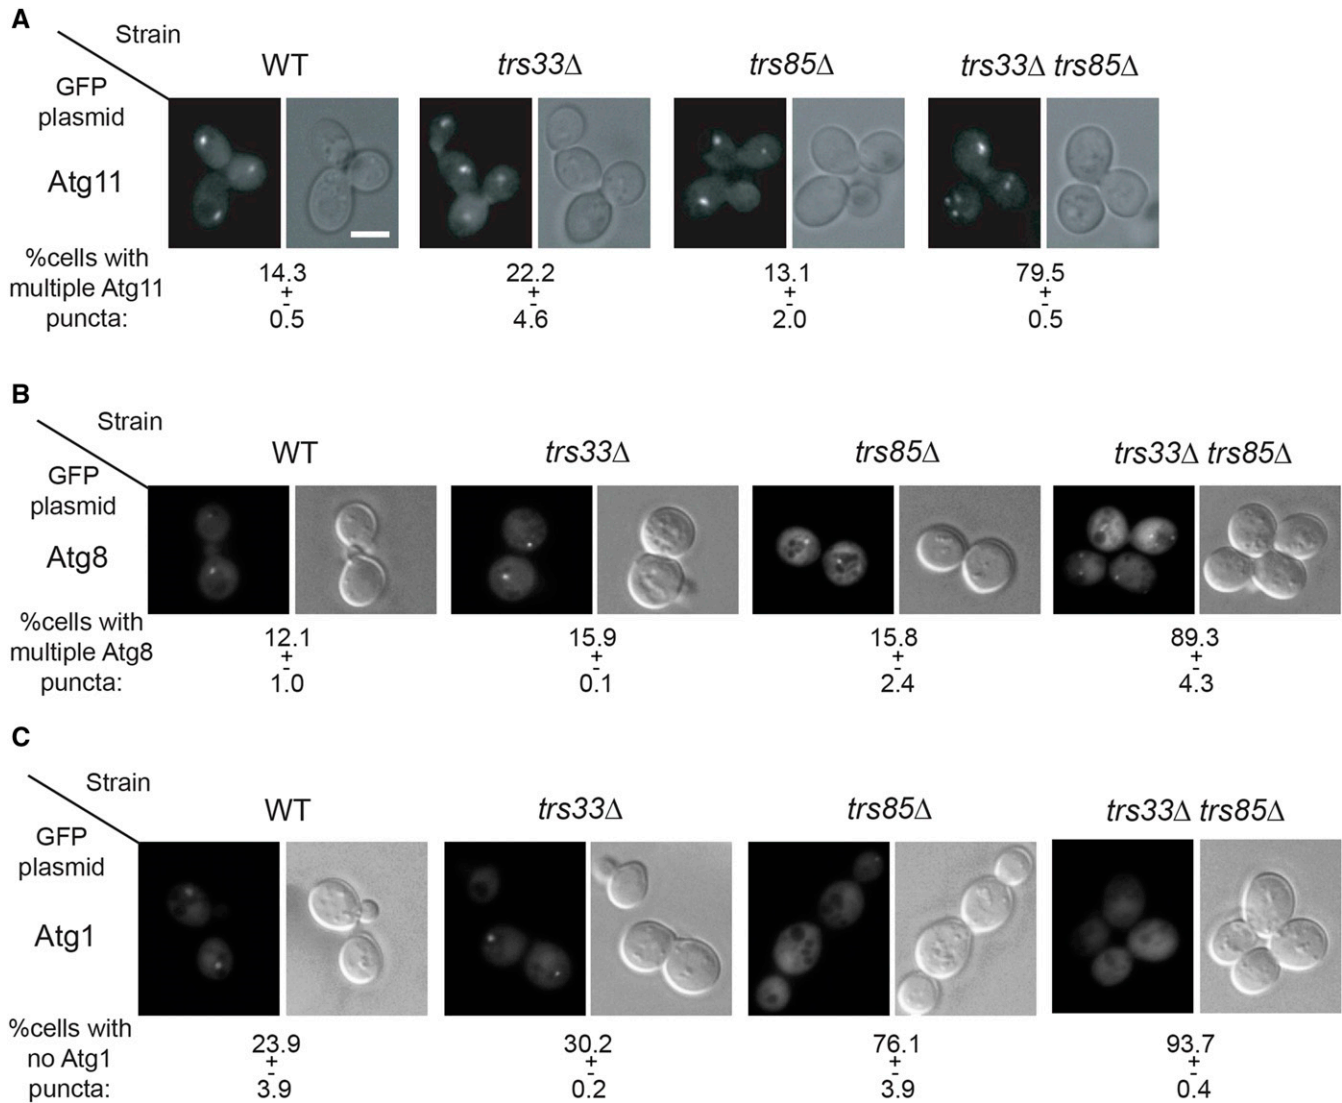 A
Strain
WT trs33Δ trs85Δ trs33Δ trs85Δ
GFP
plasmid
Atg11
%cells with
multiple Atg11
puncta:
14.3 22.2 13.1 79.5
+ + + +
- - - -
0.5 4.6 2.0 0.5
B
Strain
WT trs33Δ trs85Δ trs33Δ trs85Δ
GFP
plasmid
Atg8
%cells with
multiple Atg8
puncta:
12.1 15.9 15.8 89.3
+ + + +
- - - -
1.0 0.1 2.4 4.3
C
Strain
WT trs33Δ trs85Δ trs33Δ trs85Δ
GFP
plasmid
Atg1
%cells with
no Atg1
puncta:
23.9 30.2 76.1 93.7
+ + + +
- - - -
3.9 0.2 3.9 0.4